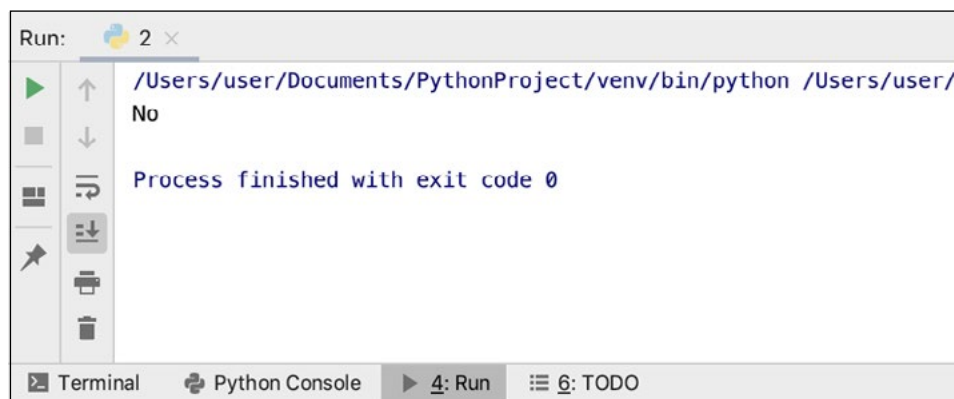 Run: 2
/Users/user/Documents/PythonProject/venv/bin/python /Users/user/
No
Process finished with exit code 0
Terminal Python Console 4: Run 6: TODO